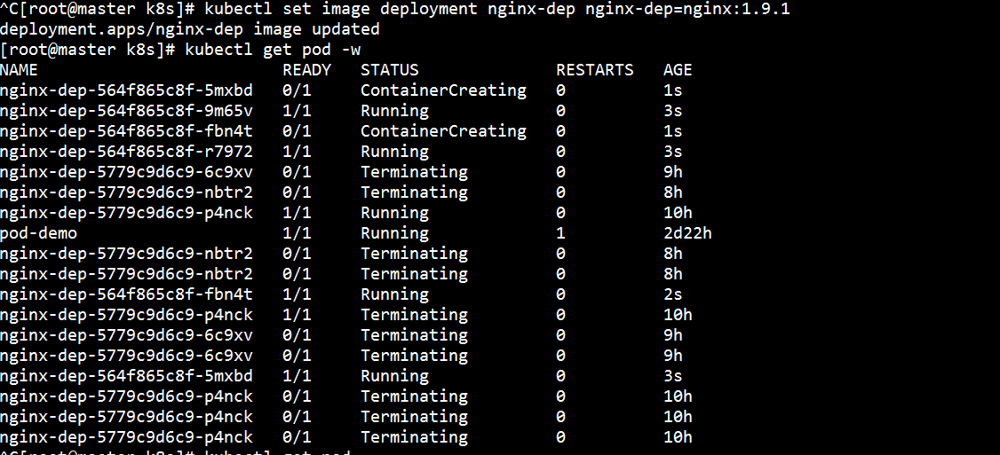 ^C[root@master k8s]# kubectl set image deployment nginx-dep nginx-dep=nginx:1.9.1
deployment.apps/nginx-dep image updated
[root@master k8s]# kubectl get pod -w
NAME                         READY   STATUS              RESTARTS   AGE
nginx-dep-564f865c8f-5mxbd   0/1     ContainerCreating   0          1s
nginx-dep-564f865c8f-9m65v   1/1     Running             0          3s
nginx-dep-564f865c8f-fbn4t   0/1     ContainerCreating   0          1s
nginx-dep-564f865c8f-r7972   1/1     Running             0          3s
nginx-dep-5779c9d6c9-6c9xv   0/1     Terminating         0          9h
nginx-dep-5779c9d6c9-nbtr2   0/1     Terminating         0          8h
nginx-dep-5779c9d6c9-p4nck   1/1     Running             0          10h
pod-demo                     1/1     Running             1          2d22h
nginx-dep-5779c9d6c9-nbtr2   0/1     Terminating         0          8h
nginx-dep-5779c9d6c9-nbtr2   0/1     Terminating         0          8h
nginx-dep-564f865c8f-fbn4t   1/1     Running             0          2s
nginx-dep-5779c9d6c9-p4nck   1/1     Terminating         0          10h
nginx-dep-5779c9d6c9-6c9xv   0/1     Terminating         0          9h
nginx-dep-5779c9d6c9-6c9xv   0/1     Terminating         0          9h
nginx-dep-564f865c8f-5mxbd   1/1     Running             0          3s
nginx-dep-5779c9d6c9-p4nck   0/1     Terminating         0          10h
nginx-dep-5779c9d6c9-p4nck   0/1     Terminating         0          10h
nginx-dep-5779c9d6c9-p4nck   0/1     Terminating         0          10h
^C[root@master k8s]# kubectl get pod